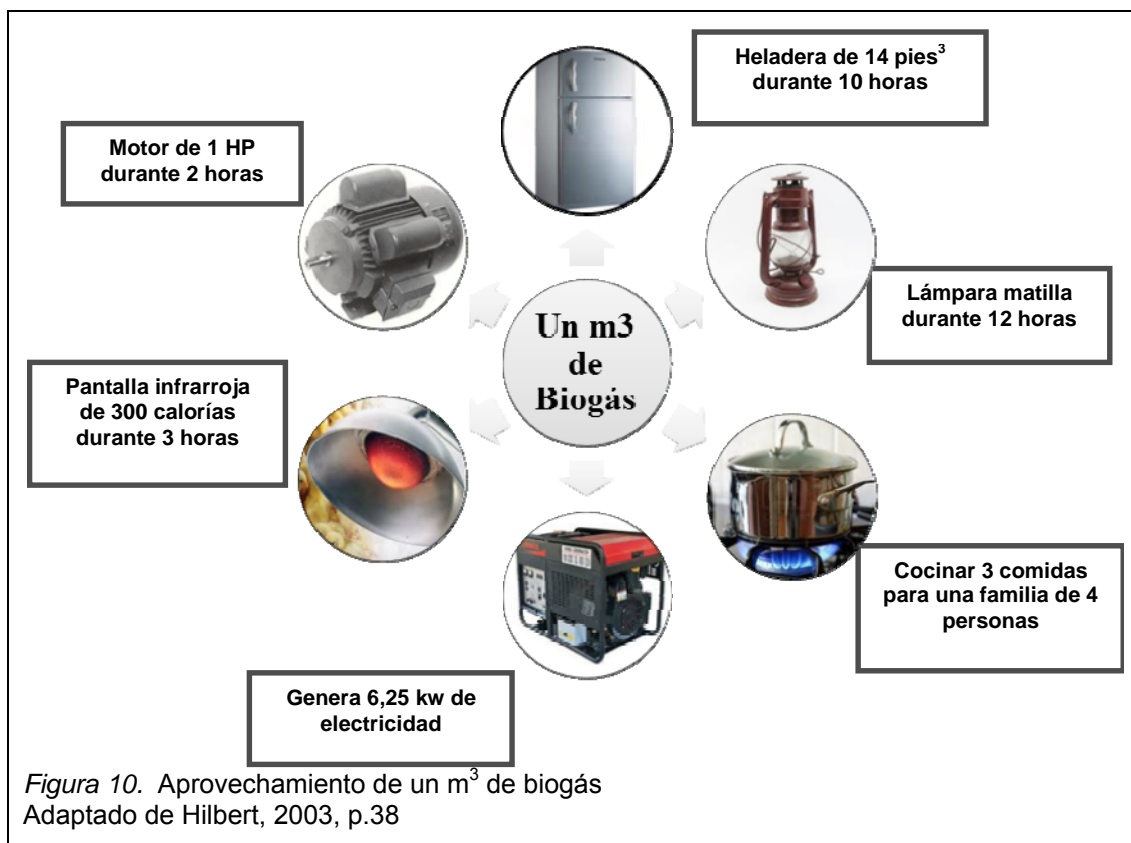 Heladera de 14 pies³
durante 10 horas
Motor de 1 HP
durante 2 horas
Lámpara matilla
durante 12 horas
Un m3
de
Biogás
Pantalla infrarroja
de 300 calorías
durante 3 horas
Cocinar 3 comidas
para una familia de 4
personas
Genera 6,25 kw de
electricidad
Figura 10. Aprovechamiento de un m³ de biogás
Adaptado de Hilbert, 2003, p.38